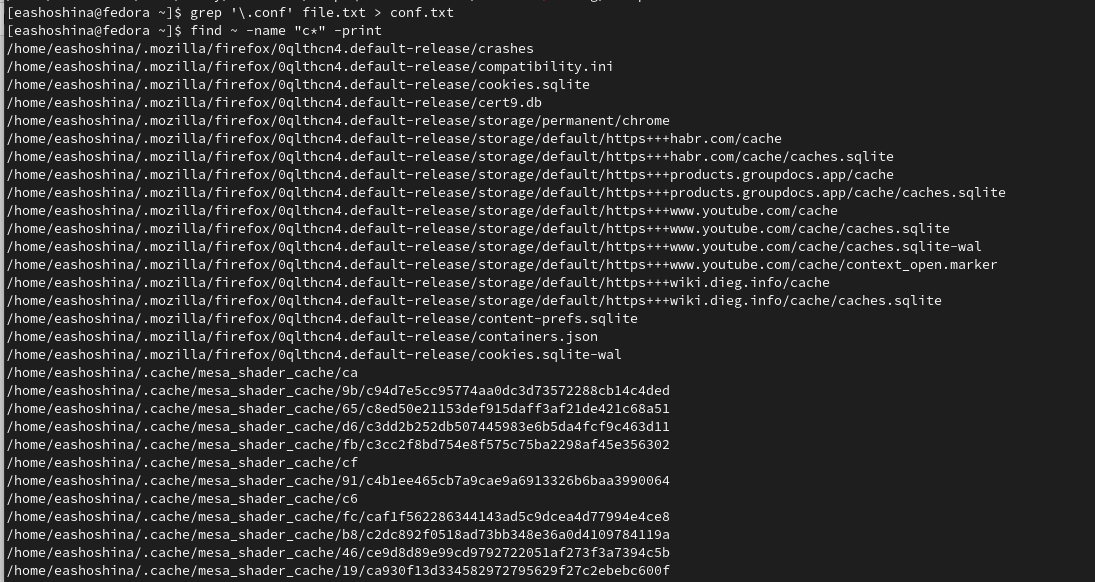 [eashoshina@fedora ~]$ grep '\.conf' file.txt > conf.txt
[eashoshina@fedora ~]$ find ~ -name "c*" -print
/home/eashoshina/.mozilla/firefox/0qlthcn4.default-release/crashes
/home/eashoshina/.mozilla/firefox/0qlthcn4.default-release/compatibility.ini
/home/eashoshina/.mozilla/firefox/0qlthcn4.default-release/cookies.sqlite
/home/eashoshina/.mozilla/firefox/0qlthcn4.default-release/cert9.db
/home/eashoshina/.mozilla/firefox/0qlthcn4.default-release/storage/permanent/chrome
/home/eashoshina/.mozilla/firefox/0qlthcn4.default-release/storage/default/https+++habr.com/cache
/home/eashoshina/.mozilla/firefox/0qlthcn4.default-release/storage/default/https+++habr.com/cache/caches.sqlite
/home/eashoshina/.mozilla/firefox/0qlthcn4.default-release/storage/default/https+++products.groupdocs.app/cache
/home/eashoshina/.mozilla/firefox/0qlthcn4.default-release/storage/default/https+++products.groupdocs.app/cache/caches.sqlite
/home/eashoshina/.mozilla/firefox/0qlthcn4.default-release/storage/default/https+++www.youtube.com/cache
/home/eashoshina/.mozilla/firefox/0qlthcn4.default-release/storage/default/https+++www.youtube.com/cache/caches.sqlite
/home/eashoshina/.mozilla/firefox/0qlthcn4.default-release/storage/default/https+++www.youtube.com/cache/caches.sqlite-wal
/home/eashoshina/.mozilla/firefox/0qlthcn4.default-release/storage/default/https+++www.youtube.com/cache/context_open.marker
/home/eashoshina/.mozilla/firefox/0qlthcn4.default-release/storage/default/https+++wiki.dieg.info/cache
/home/eashoshina/.mozilla/firefox/0qlthcn4.default-release/storage/default/https+++wiki.dieg.info/cache/caches.sqlite
/home/eashoshina/.mozilla/firefox/0qlthcn4.default-release/content-prefs.sqlite
/home/eashoshina/.mozilla/firefox/0qlthcn4.default-release/containers.json
/home/eashoshina/.mozilla/firefox/0qlthcn4.default-release/cookies.sqlite-wal
/home/eashoshina/.cache/mesa_shader_cache/ca
/home/eashoshina/.cache/mesa_shader_cache/9b/c94d7e5cc95774aa0dc3d73572288cb14c4ded
/home/eashoshina/.cache/mesa_shader_cache/65/c8ed50e21153def915daff3af21de421c68a51
/home/eashoshina/.cache/mesa_shader_cache/d6/c3dd2b252db507445983e6b5da4fcf9c463d11
/home/eashoshina/.cache/mesa_shader_cache/fb/c3cc2f8bd754e8f575c75ba2298af45e356302
/home/eashoshina/.cache/mesa_shader_cache/cf
/home/eashoshina/.cache/mesa_shader_cache/91/c4b1ee465cb7a9cae9a6913326b6baa3990064
/home/eashoshina/.cache/mesa_shader_cache/c6
/home/eashoshina/.cache/mesa_shader_cache/fc/caf1f562286344143ad5c9dcea4d77994e4ce8
/home/eashoshina/.cache/mesa_shader_cache/b8/c2dc892f0518ad73bb348e36a0d4109784119a
/home/eashoshina/.cache/mesa_shader_cache/46/ce9d8d89e99cd9792722051af273f3a7394c5b
/home/eashoshina/.cache/mesa_shader_cache/19/ca930f13d334582972795629f27c2ebebc600f